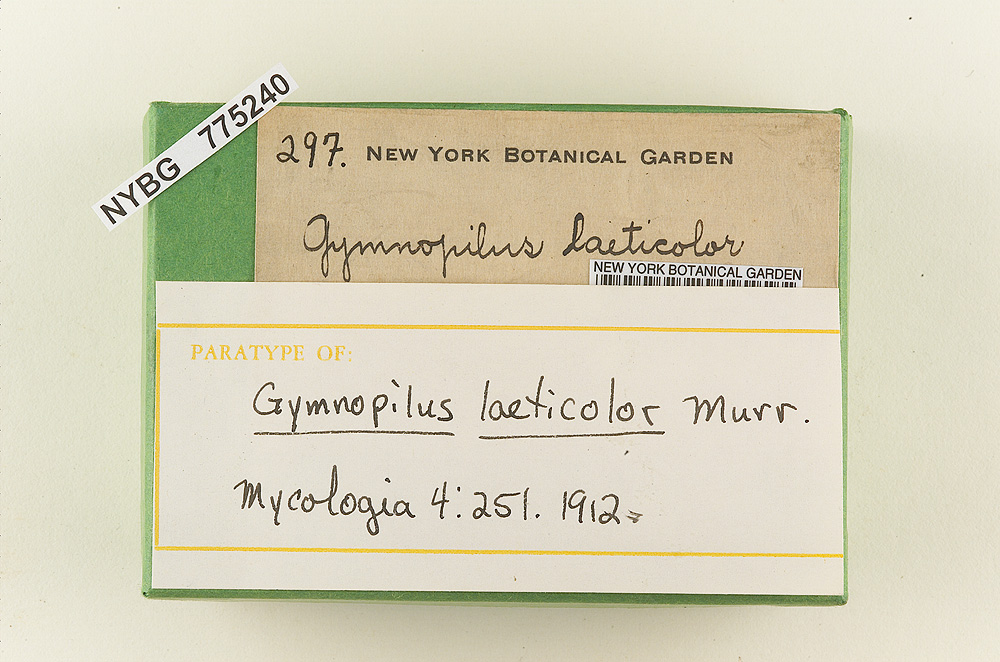 NYBG 775240
297. NEW YORK BOTANICAL GARDEN
Gymnopilus laeticolor
NEW YORK BOTANICAL GARDEN
PARATYPE OF:
Gymnopilus laeticolor Murr.
Mycologia 4: 251. 1912